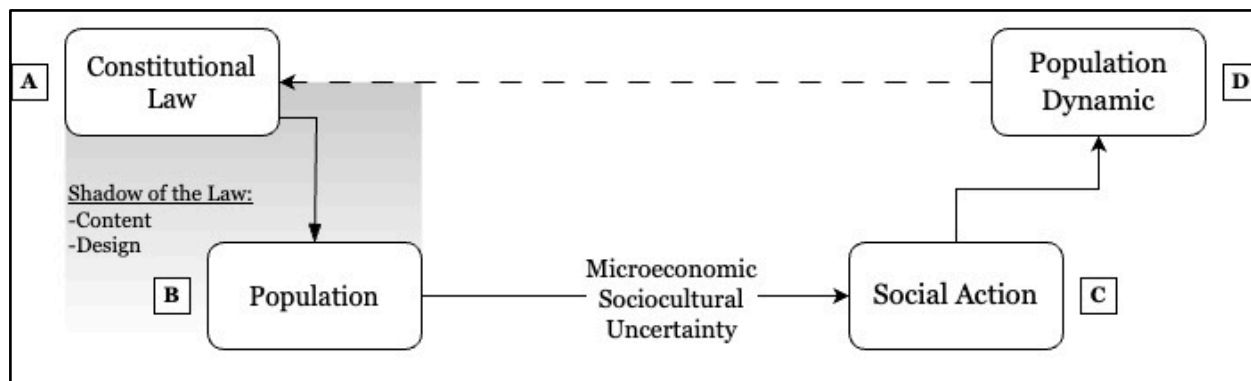 A
Constitutional
Law
Population
Dynamic
D
Shadow of the Law:
-Content
-Design
B
Population
Microeconomic
Sociocultural
Uncertainty
Social Action
C